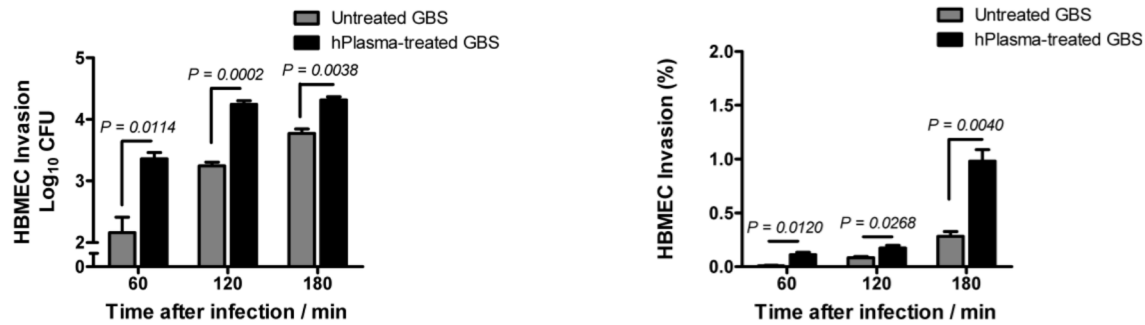 Untreated GBS
hPlasma-treated GBS
HBMEC Invasion
Log10 CFU
5
4
3
2
0
P = 0.0114
P = 0.0002
P = 0.0038
60
120
180
Time after infection / min
Untreated GBS
hPlasma-treated GBS
HBMEC Invasion (%)
2.0
1.5
1.0
0.5
0.0
P = 0.0120
P = 0.0268
P = 0.0040
60
120
180
Time after infection / min